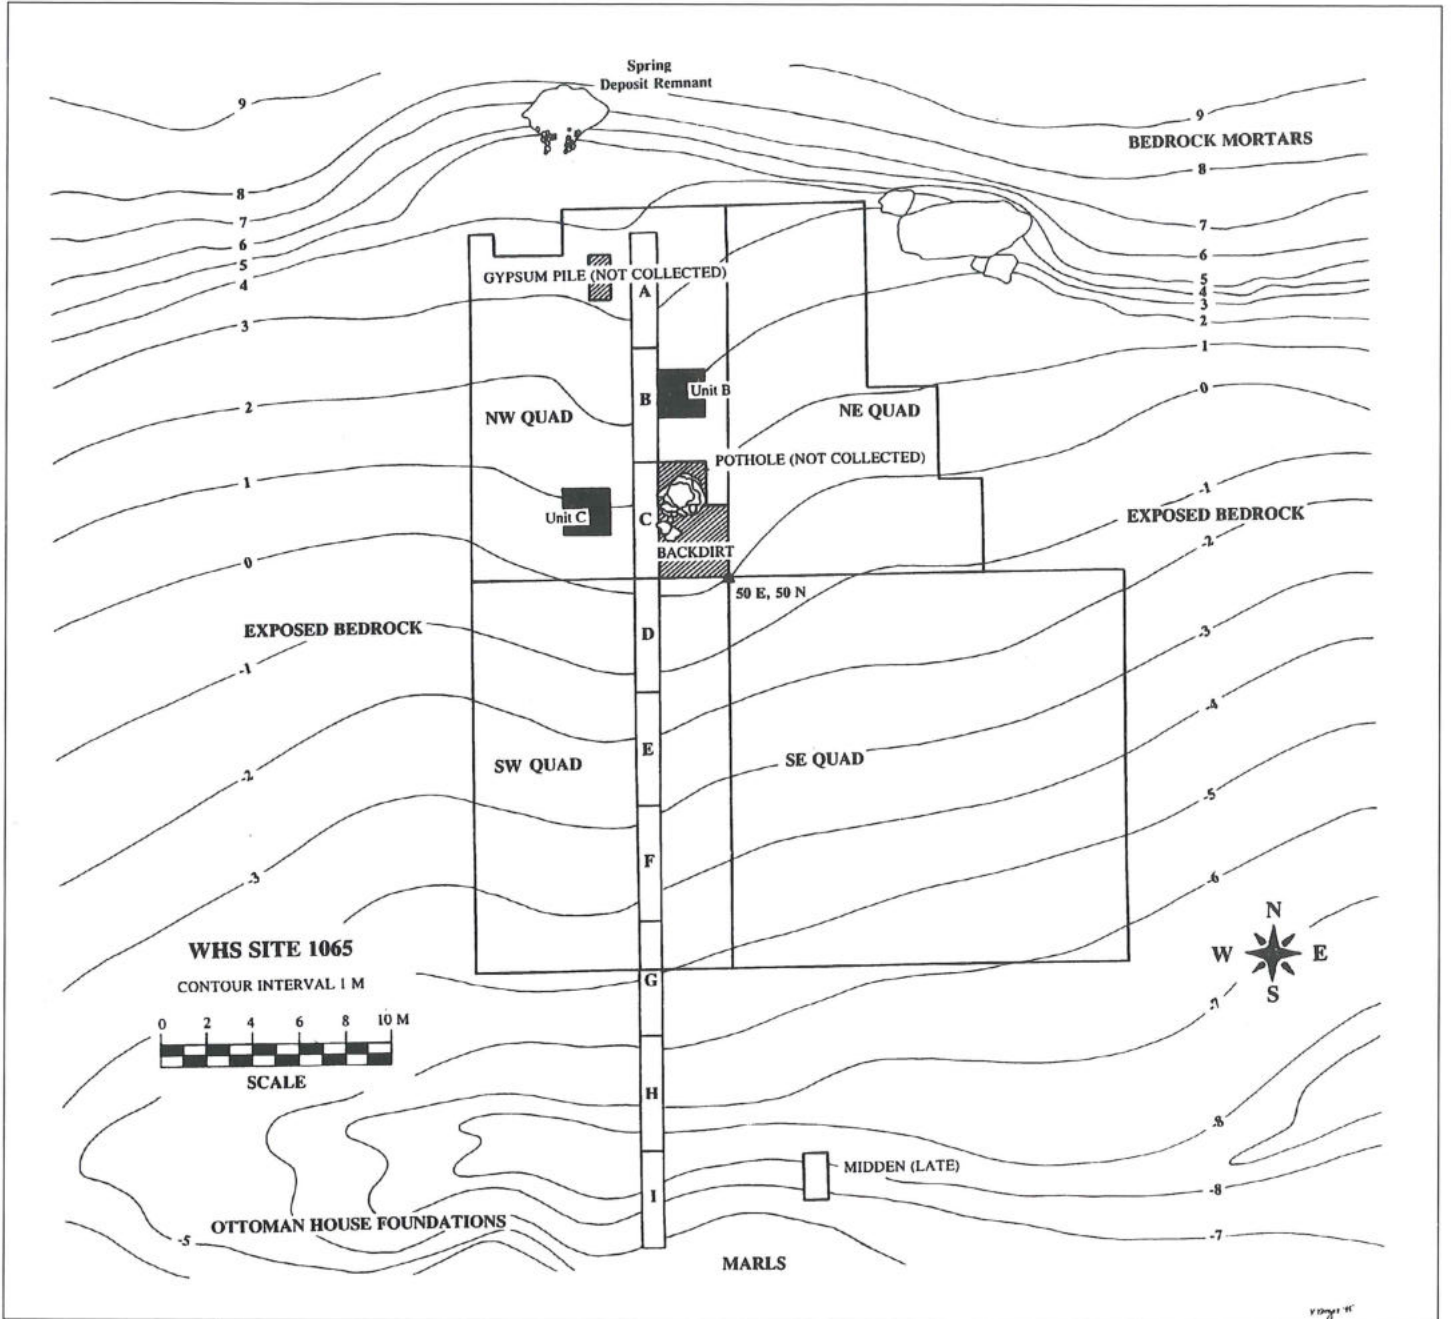 Spring
Deposit Remnant
9
9
BEDROCK MORTARS
8
8
7
7
6
6
5
5
4
4
3
3
2
GYPSUM PILE (NOT COLLECTED)
A
1
Unit B
B
0
2
NW QUAD
NE QUAD
POTHOLE (NOT COLLECTED)
1
-1
Unit C
C
EXPOSED BEDROCK
-2
BACKDIRT
0
50 E, 50 N
EXPOSED BEDROCK
D
-3
-1
-4
E
SW QUAD
SE QUAD
-2
-5
F
-3
-6
N
WHS SITE 1065
W
E
G
CONTOUR INTERVAL 1 M
S
-7
0 2 4 6 8 10 M
SCALE
H
-8
MIDDEN (LATE)
I
-8
OTTOMAN HOUSE FOUNDATIONS
-5
-7
MARLS